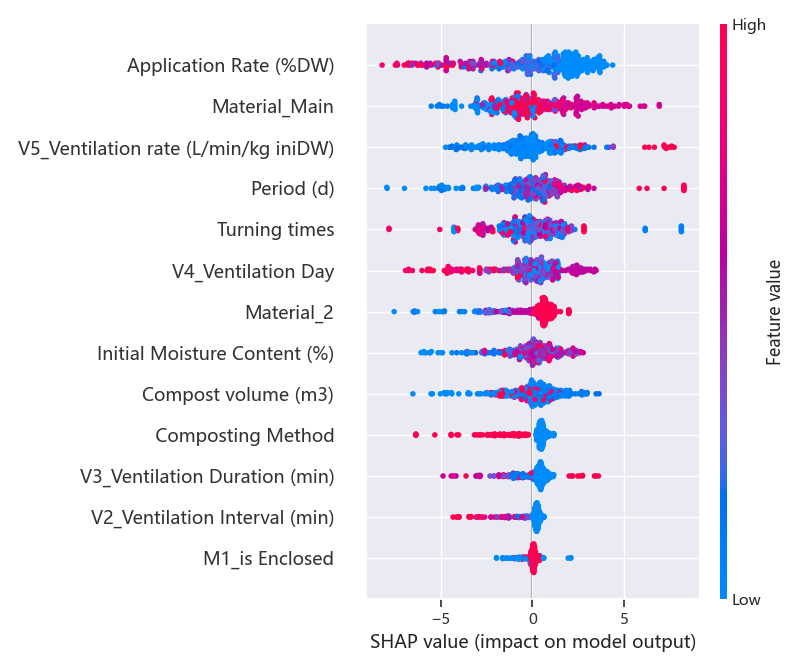 High
Application Rate (%DW)
Material_Main
V5_Ventilation rate (L/min/kg iniDW)
Period (d)
Turning times
V4_Ventilation Day
Material_2
Initial Moisture Content (%)
Compost volume (m3)
Composting Method
V3_Ventilation Duration (min)
V2_Ventilation Interval (min)
M1_is Enclosed
Feature value
Low
−5 0 5
SHAP value (impact on model output)